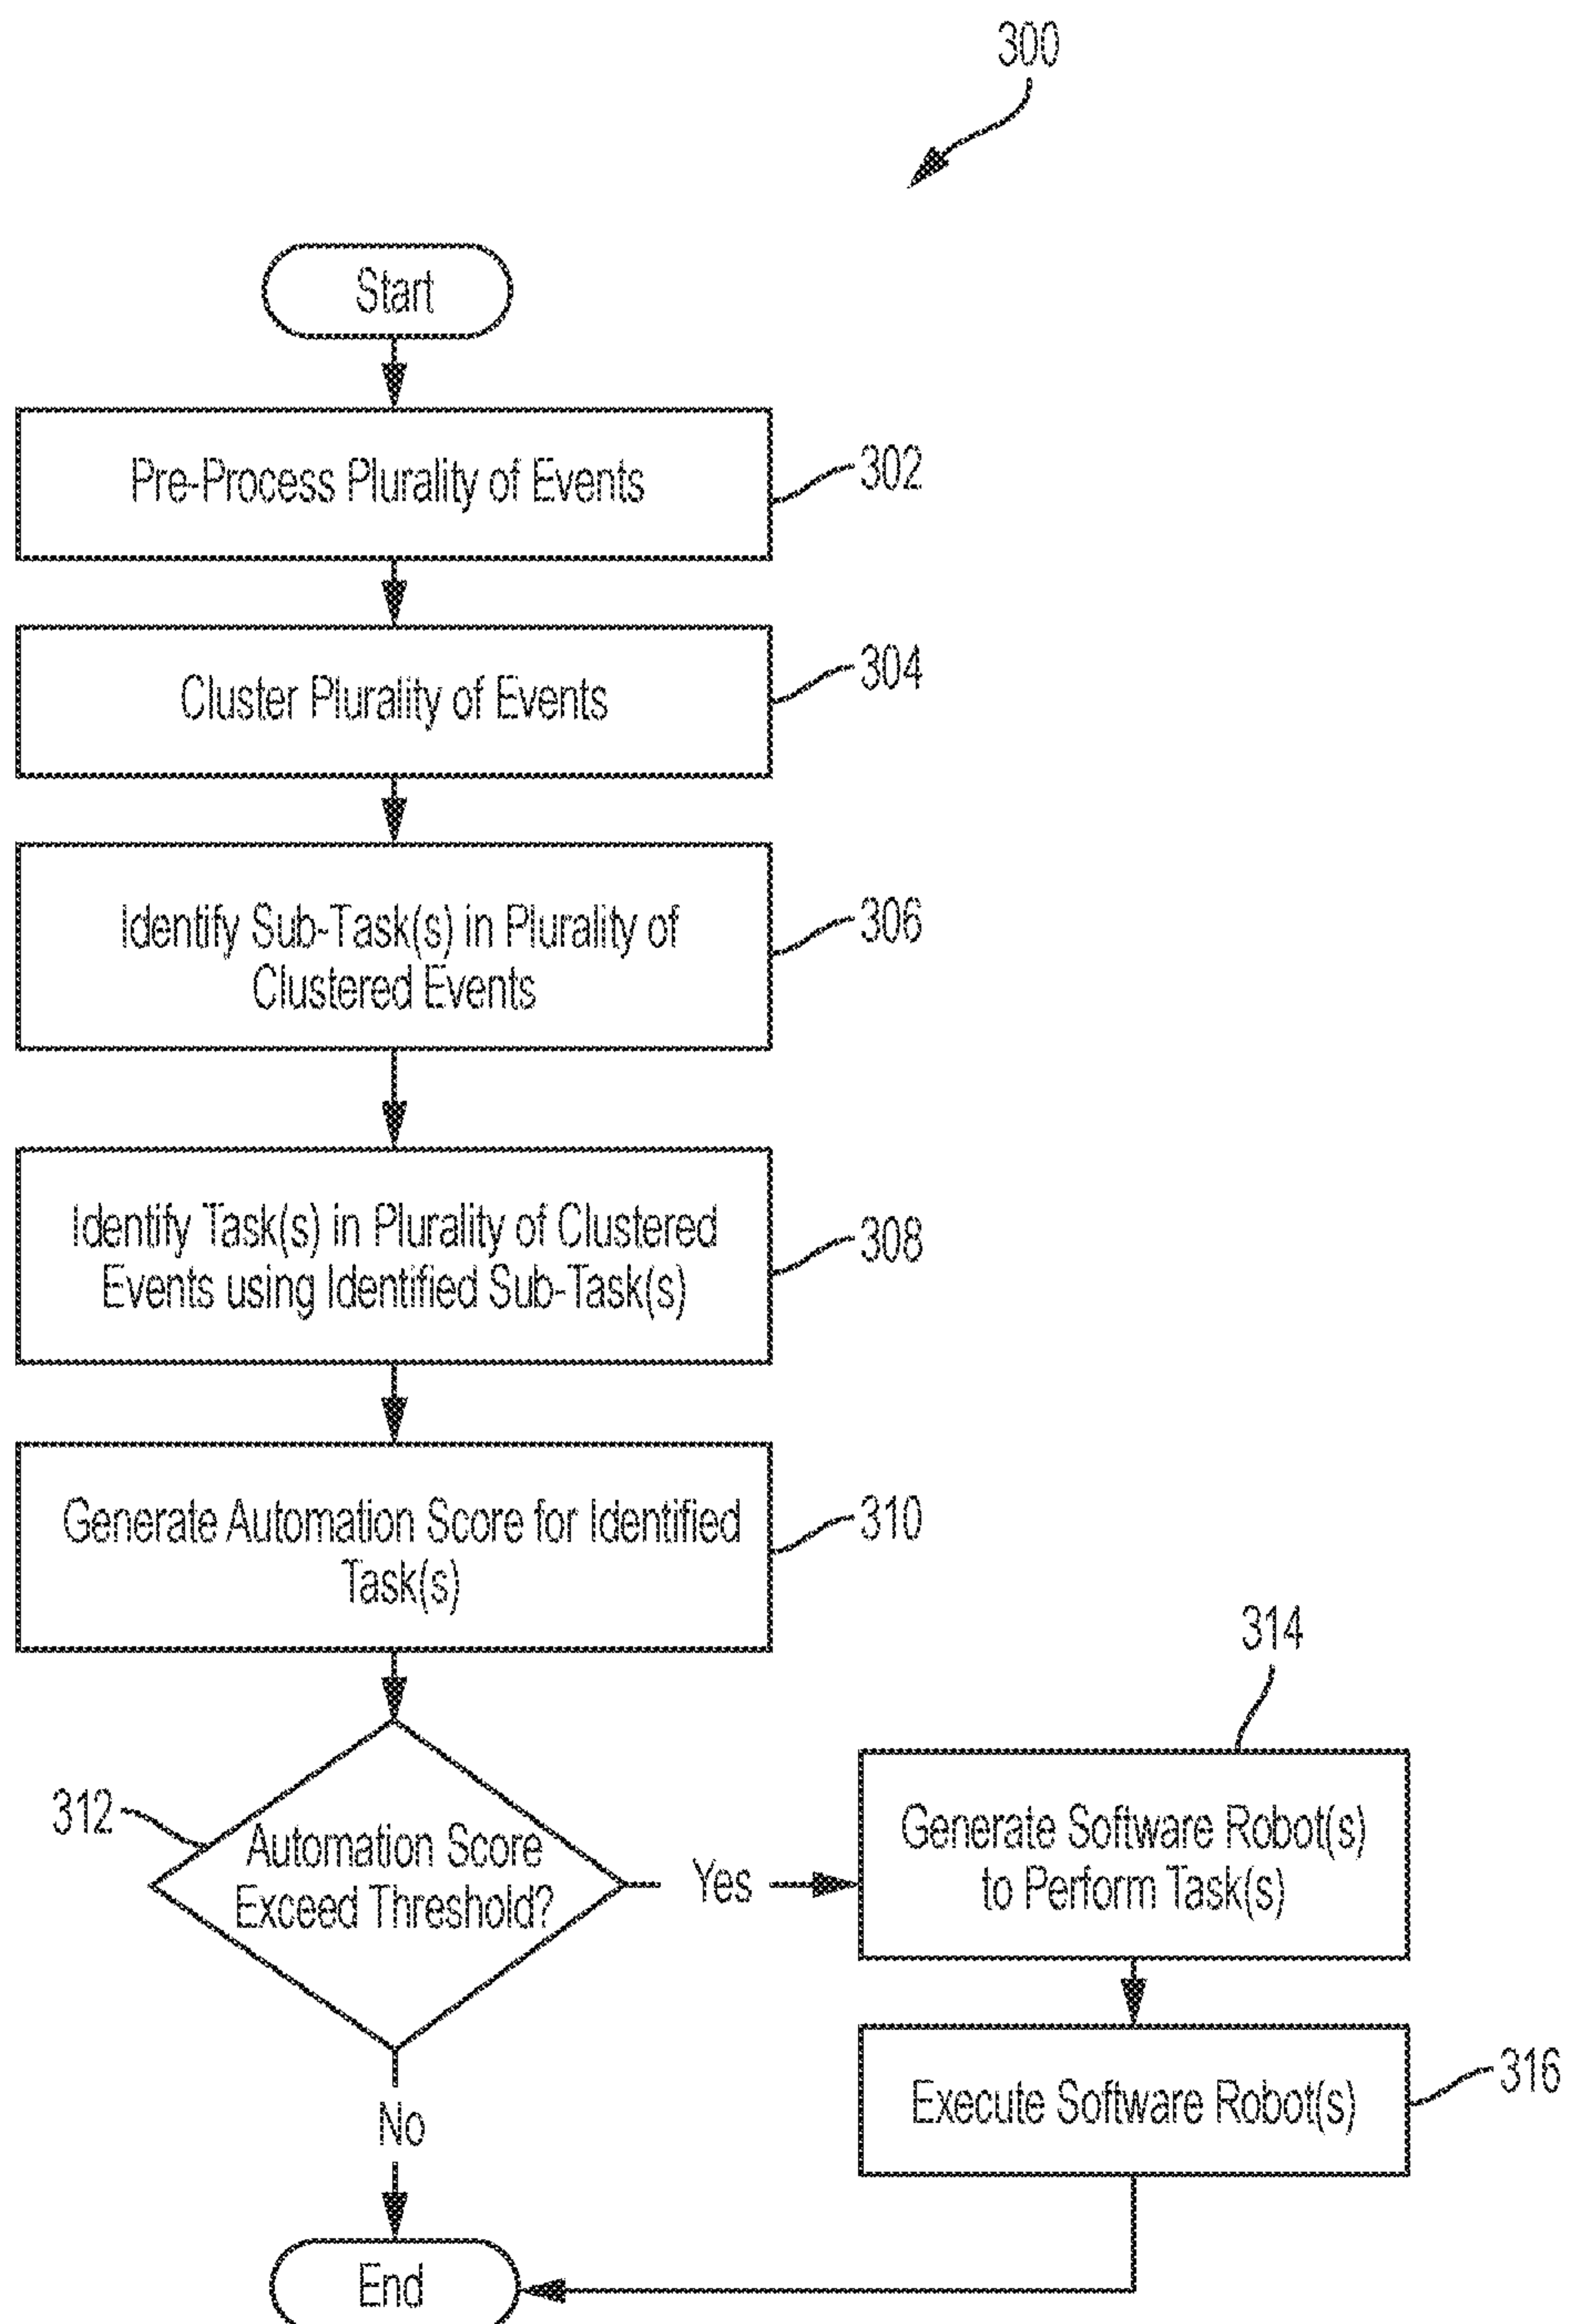 300
Start
Pre-Process Plurality of Events
302
Cluster Plurality of Events
304
Identify Sub-Task(s) in Plurality of
Clustered Events
306
Identify Task(s) in Plurality of Clustered
Events using Identified Sub-Task(s)
308
Generate Automation Score for Identified
Task(s)
310
312
Automation Score
Exceed Threshold?
Yes
314
Generate Software Robot(s)
to Perform Task(s)
Execute Software Robot(s)
316
No
End